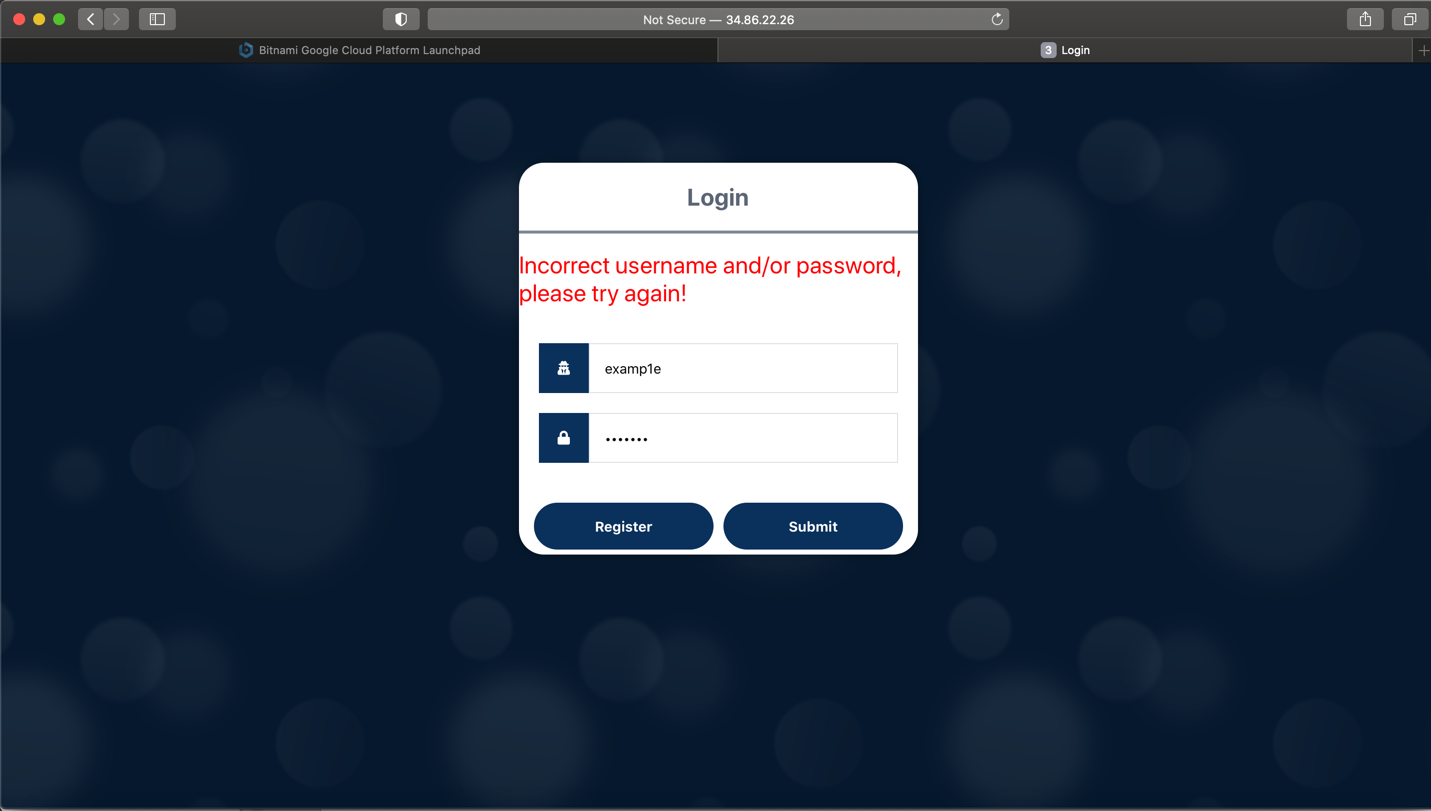 Not Secure — 34.86.22.26
Bitnami Google Cloud Platform Launchpad
3 Login
Login
Incorrect username and/or password,
please try again!
examp1e
•••••••
Register Submit